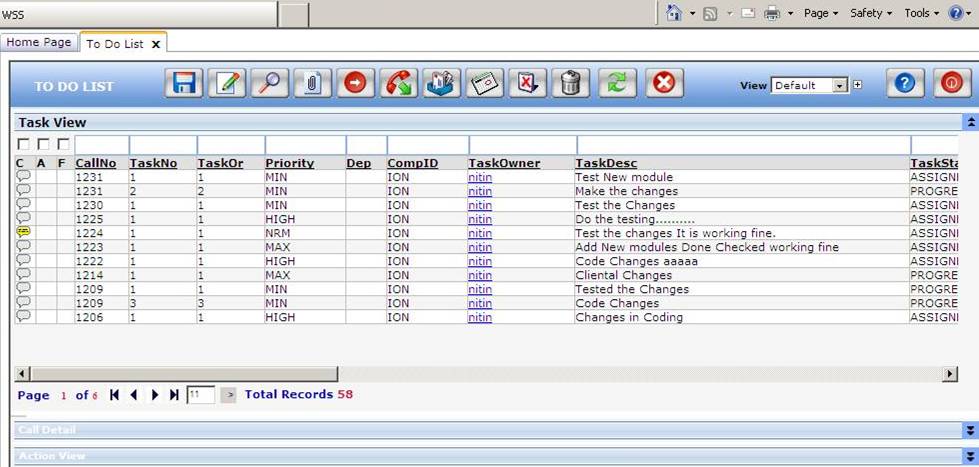 WSS
Page Safety Tools
Home Page To Do List X
TO DO LIST View Default
Task View
C A F CallNo TaskNo TaskOr Priority Dep CompID TaskOwner TaskDesc TaskSta
1231 1 1 MIN ION nitin Test New module ASSIGNI
1231 2 2 MIN ION nitin Make the changes PROGRE
1230 1 1 MIN ION nitin Test the Changes ASSIGNI
1225 1 1 HIGH ION nitin Do the testing.......... ASSIGNI
1224 1 1 NRM ION nitin Test the changes It is working fine. ASSIGNI
1223 1 1 MAX ION nitin Add New modules Done Checked working fine ASSIGNI
1222 1 1 HIGH ION nitin Code Changes aaaaa ASSIGNI
1214 1 1 MAX ION nitin Cliental Changes PROGRE
1209 1 1 MIN ION nitin Tested the Changes PROGRE
1209 3 3 MIN ION nitin Code Changes PROGRE
1206 1 1 HIGH ION nitin Changes in Coding ASSIGNI
Page 1 of 6 11 > Total Records 58
Call Detail
Action View